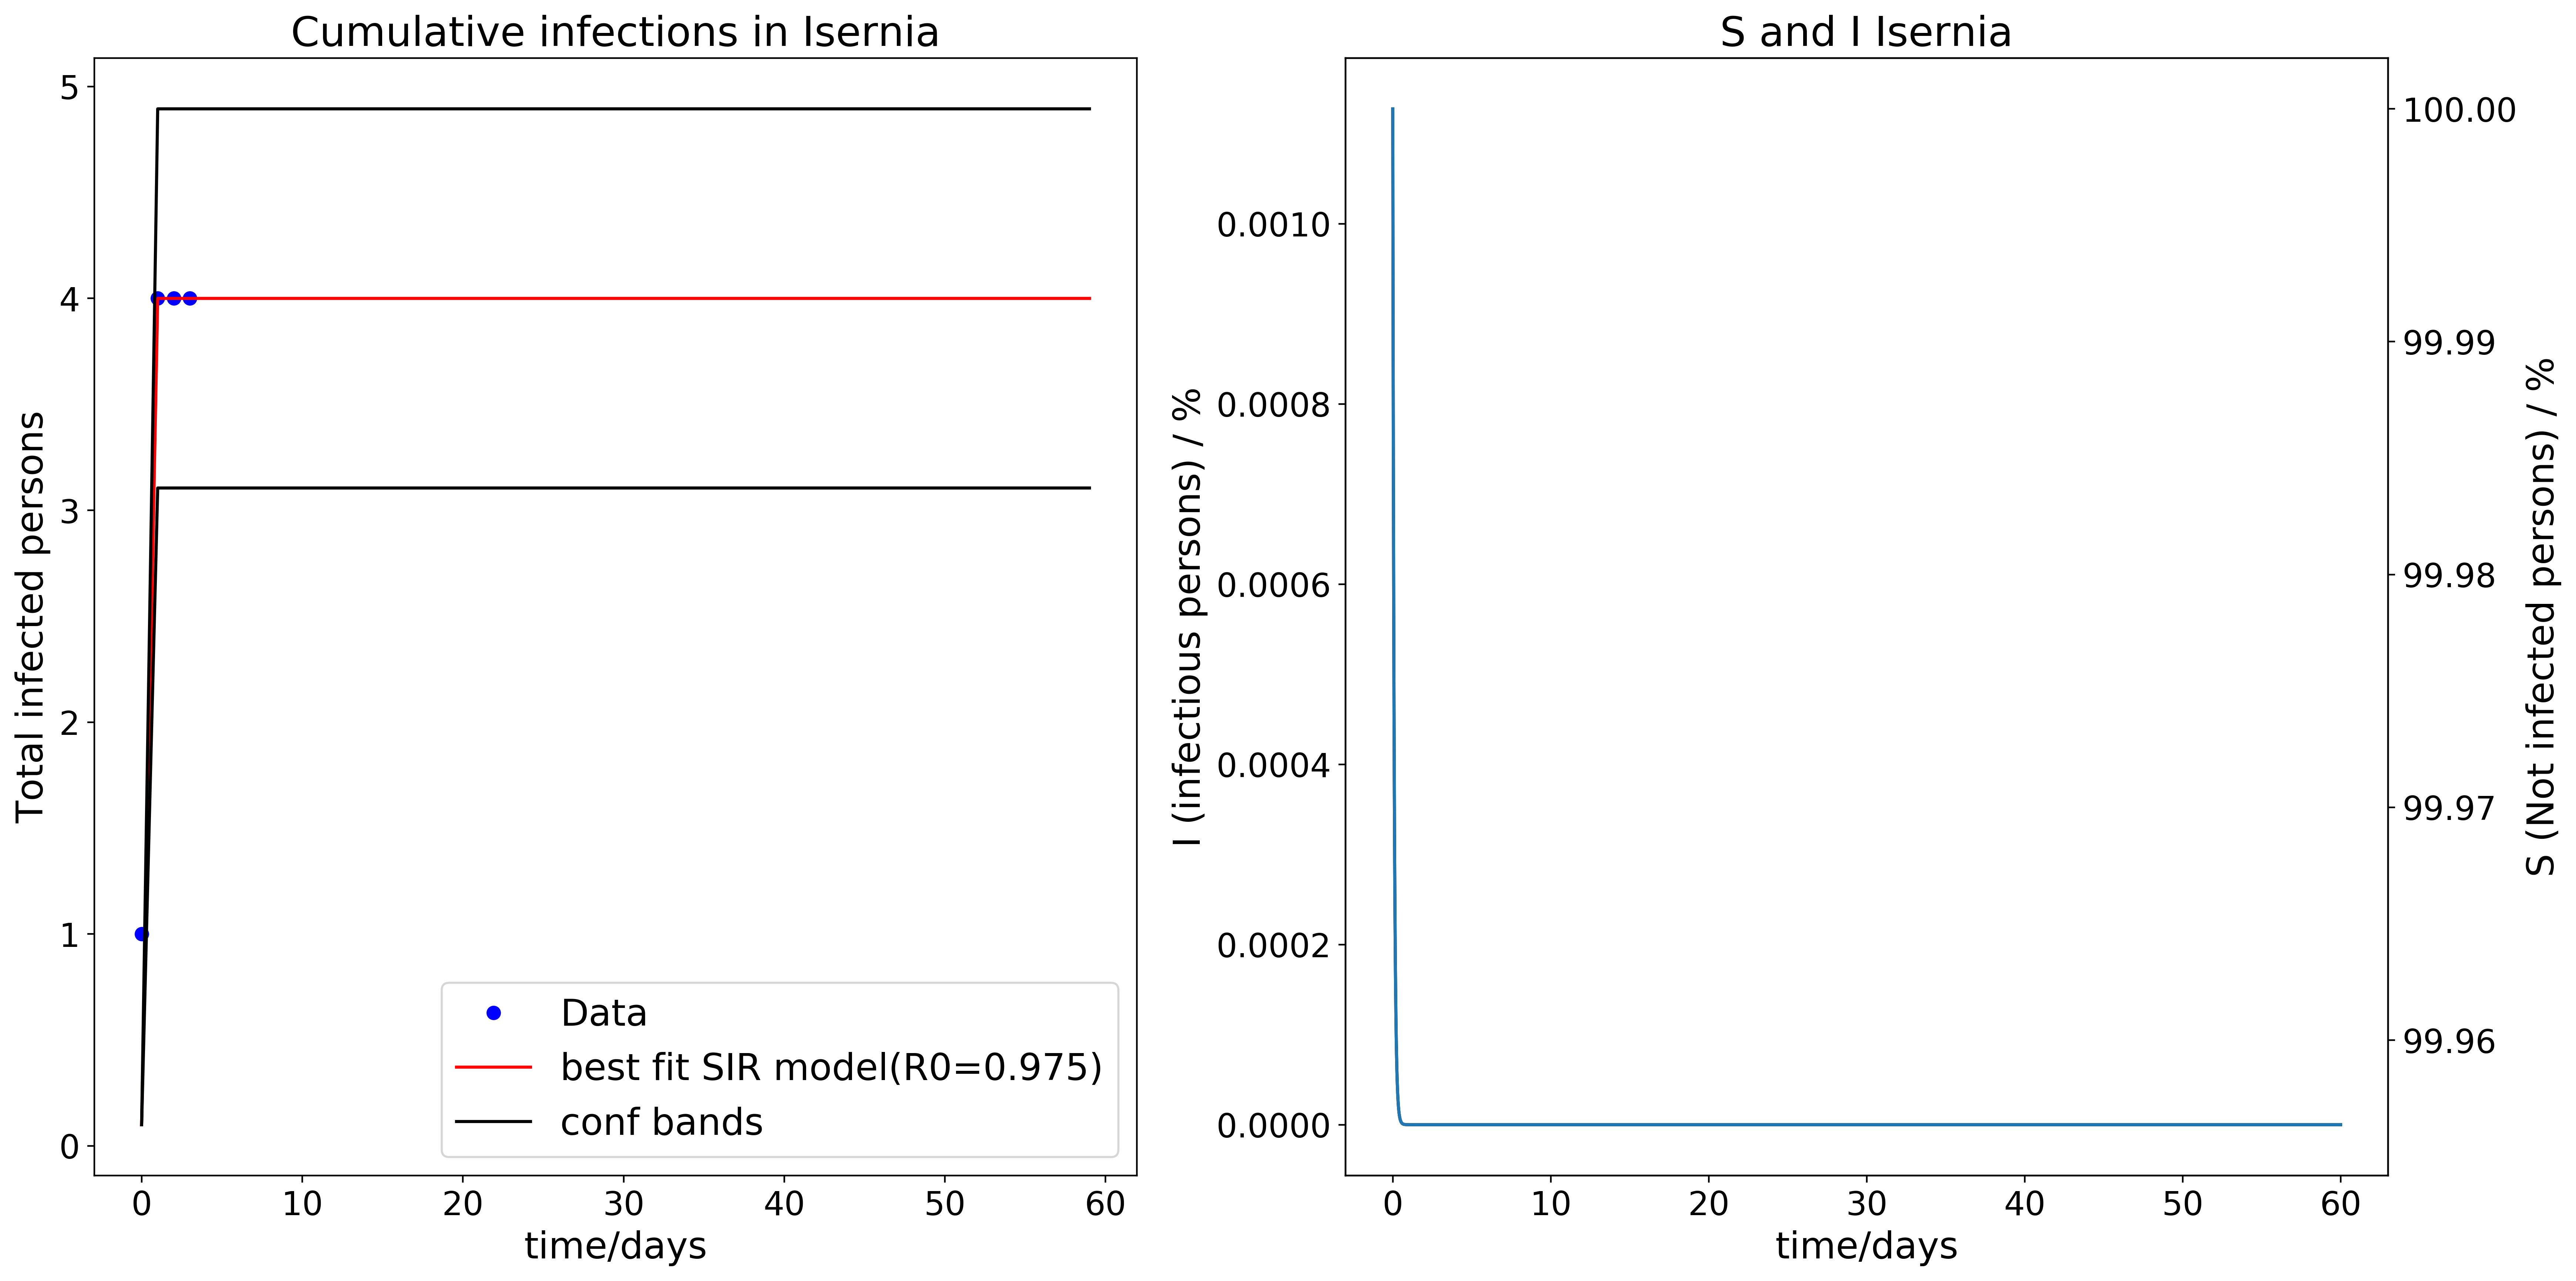 Cumulative infections in Isernia
5
4
3
2
1
0
Total infected persons
Data
best fit SIR model(R0=0.975)
conf bands
0 10 20 30 40 50 60
time/days
S and I Isernia
0.0010
0.0008
0.0006
0.0004
0.0002
0.0000
I (infectious persons) / %
100.00
99.99
99.98
99.97
99.96
S (Not infected persons) / %
0 10 20 30 40 50 60
time/days